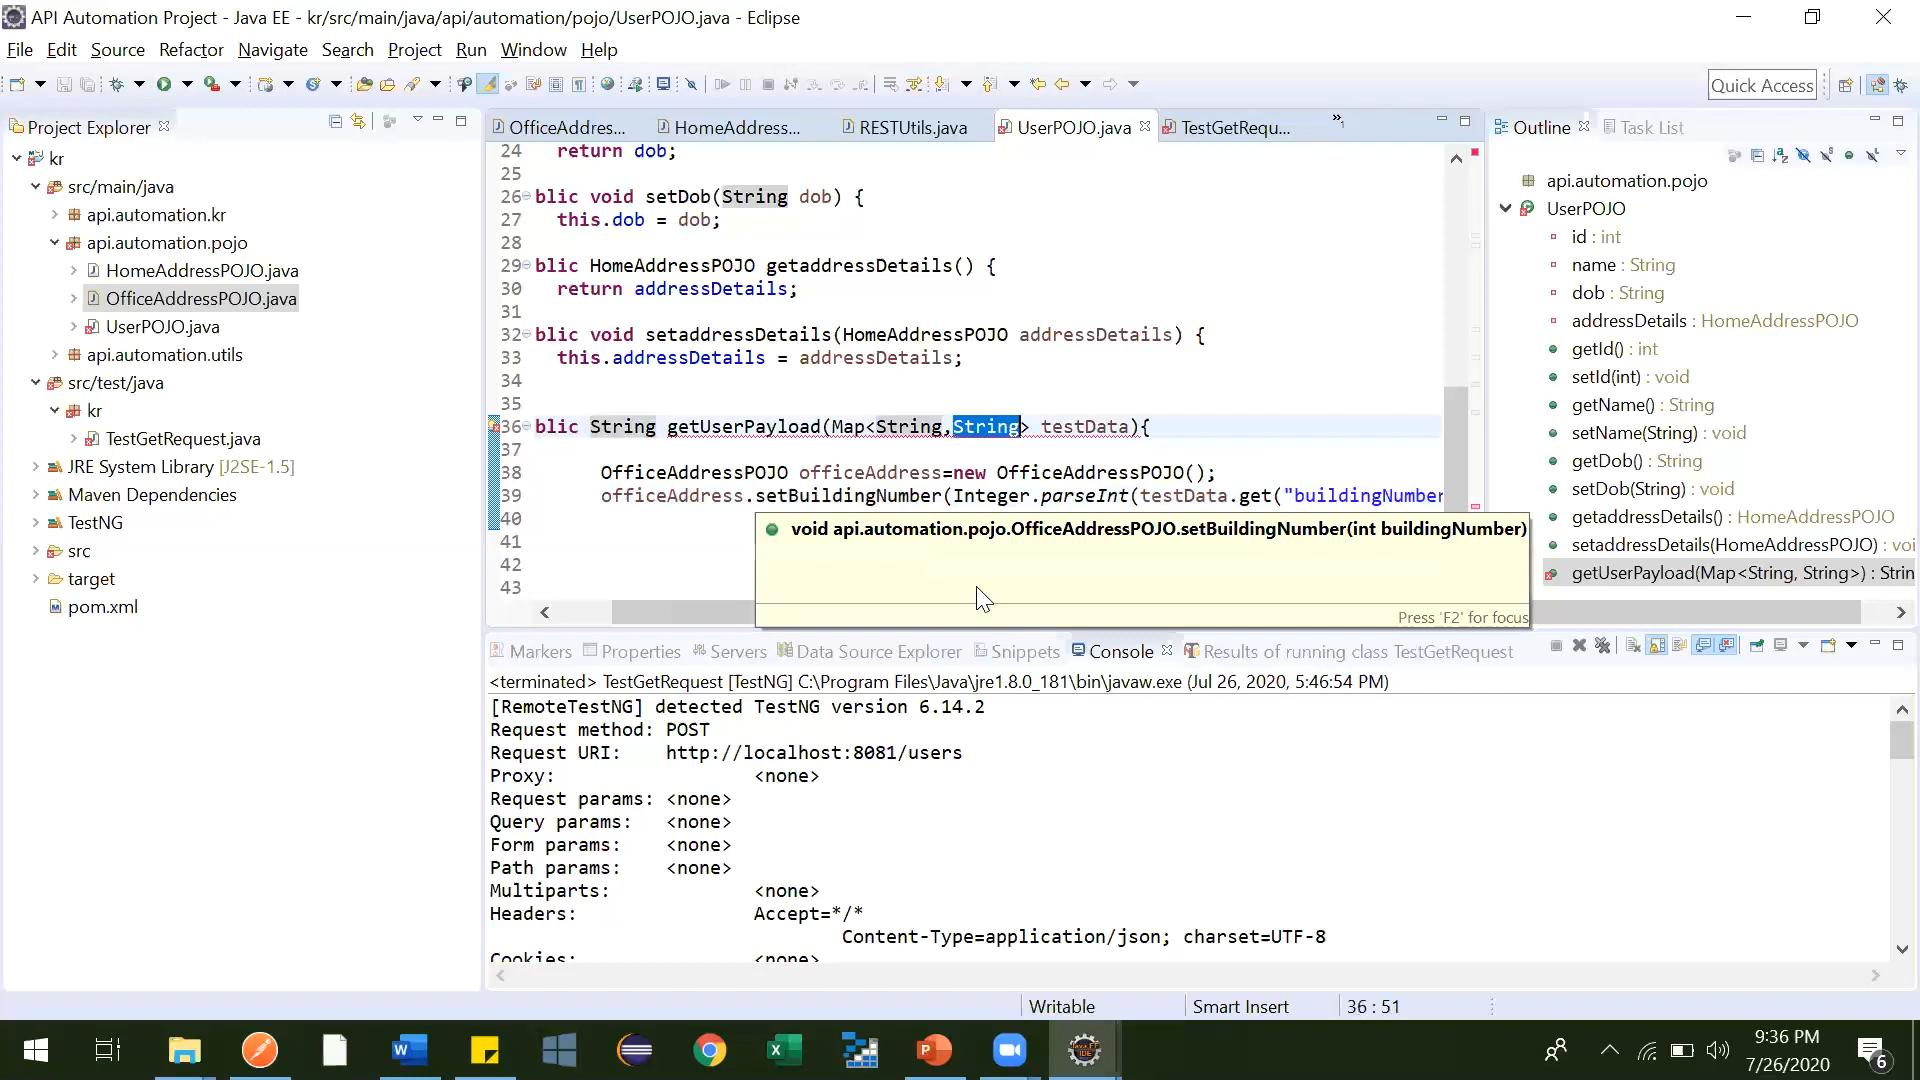 API Automation Project - Java EE - kr/src/main/java/api/automation/pojo/UserPOJO.java - Eclipse
File Edit Source Refactor Navigate Search Project Run Window Help
Quick Access
Project Explorer
kr
src/main/java
api.automation.kr
api.automation.pojo
HomeAddressPOJO.java
OfficeAddressPOJO.java
UserPOJO.java
api.automation.utils
src/test/java
kr
TestGetRequest.java
JRE System Library [J2SE-1.5]
Maven Dependencies
TestNG
src
target
pom.xml
OfficeAddres... HomeAddress... RESTUtils.java UserPOJO.java TestGetRequ... »1
24 return dob;
25
26 blic void setDob(String dob) {
27 this.dob = dob;
28
29 blic HomeAddressPOJO getaddressDetails() {
30 return addressDetails;
31
32 blic void setaddressDetails(HomeAddressPOJO addressDetails) {
33 this.addressDetails = addressDetails;
34
35
36 blic String getUserPayload(Map<String,String> testData){
37
38 OfficeAddressPOJO officeAddress=new OfficeAddressPOJO();
39 officeAddress.setBuildingNumber(Integer.parseInt(testData.get("buildingNumber
40
41
42
43
void api.automation.pojo.OfficeAddressPOJO.setBuildingNumber(int buildingNumber)
Press 'F2' for focus
Outline Task List
api.automation.pojo
UserPOJO
id : int
name : String
dob : String
addressDetails : HomeAddressPOJO
getId() : int
setId(int) : void
getName() : String
setName(String) : void
getDob() : String
setDob(String) : void
getaddressDetails() : HomeAddressPOJO
setaddressDetails(HomeAddressPOJO) : voi
getUserPayload(Map<String, String>) : Strin
Markers Properties Servers Data Source Explorer Snippets Console Results of running class TestGetRequest
<terminated> TestGetRequest [TestNG] C:\Program Files\Java\jre1.8.0_181\bin\javaw.exe (Jul 26, 2020, 5:46:54 PM)
[RemoteTestNG] detected TestNG version 6.14.2
Request method: POST
Request URI: http://localhost:8081/users
Proxy: <none>
Request params: <none>
Query params: <none>
Form params: <none>
Path params: <none>
Multiparts: <none>
Headers: Accept=*/*
Content-Type=application/json; charset=UTF-8
Cookies: <none>
Writable Smart Insert 36 : 51
9:36 PM
7/26/2020
6